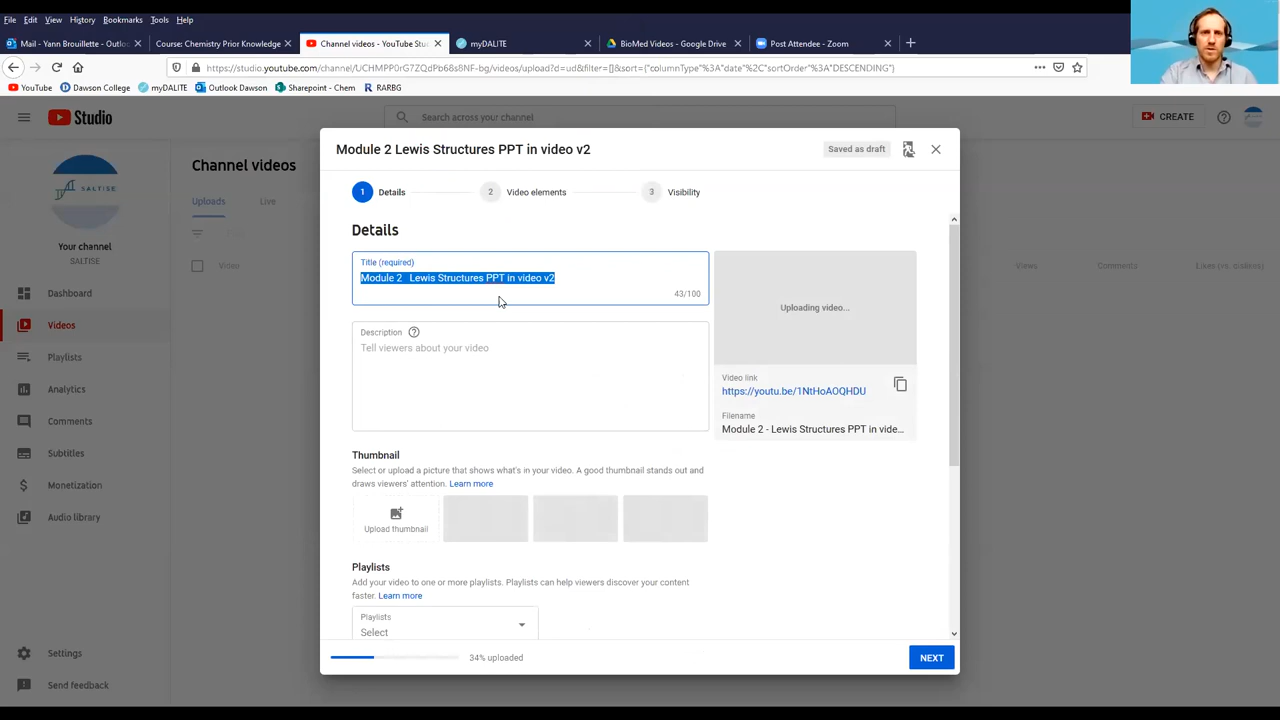 File Edit View History Bookmarks Tools Help
Mail - Yann Brouillette - Outloo
Course: Chemistry Prior Knowledge
Channel videos - YouTube Stu
myDALITE
BioMed Videos - Google Drive
Post Attendee - Zoom
https://studio.youtube.com/channel/UCHMPP0rG7ZQdPb68s8NF-bg/videos/upload?d=ud&filter=[]&sort={"columnType"%3A"date"%2C"sortOrder"%3A"DESCENDING"}
YouTube Dawson College myDALITE Outlook Dawson Sharepoint - Chem RARBG
Studio
Search across your channel
CREATE
SALTISE
Your channel
SALTISE
Dashboard
Videos
Playlists
Analytics
Comments
Subtitles
Monetization
Audio library
Settings
Send feedback
Channel videos
Uploads Live
Video
Views Comments Likes (vs. dislikes)
Module 2 Lewis Structures PPT in video v2
Saved as draft
1 Details 2 Video elements 3 Visibility
Details
Title (required)
Module 2   Lewis Structures PPT in video v2
43/100
Description
Tell viewers about your video
Uploading video...
Video link
https://youtu.be/1NtHoAOQHDU
Filename
Module 2 - Lewis Structures PPT in vide...
Thumbnail
Select or upload a picture that shows what's in your video. A good thumbnail stands out and
draws viewers' attention. Learn more
Upload thumbnail
Playlists
Add your video to one or more playlists. Playlists can help viewers discover your content
faster. Learn more
Playlists
Select
34% uploaded
NEXT